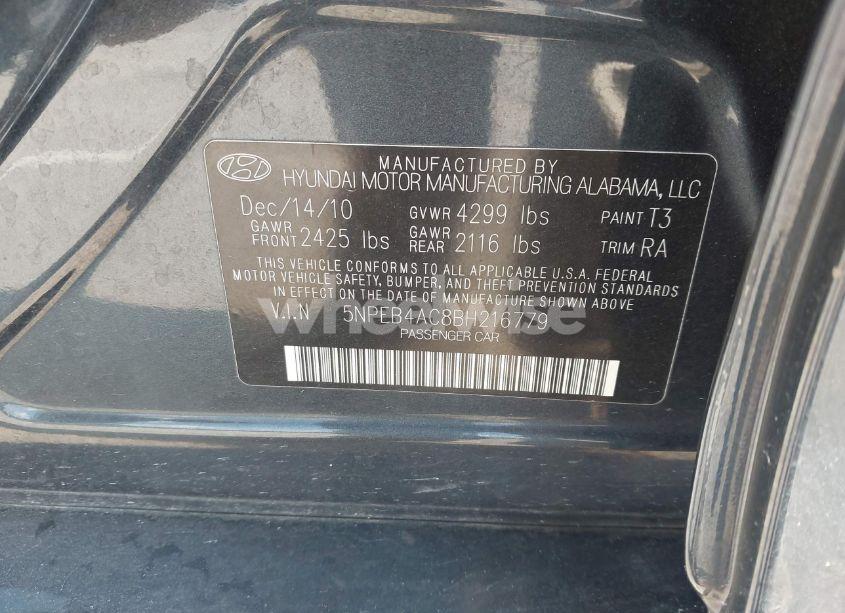 MANUFACTURED BY
HYUNDAI MOTOR MANUFACTURING ALABAMA, LLC
Dec/14/10 GVWR 4299 lbs PAINT T3
GAWR FRONT 2425 lbs GAWR REAR 2116 lbs TRIM RA
THIS VEHICLE CONFORMS TO ALL APPLICABLE U.S.A. FEDERAL
MOTOR VEHICLE SAFETY, BUMPER, AND THEFT PREVENTION STANDARDS
IN EFFECT ON THE DATE OF MANUFACTURE SHOWN ABOVE
V.I.N 5NPEB4AC8BH216779
PASSENGER CAR